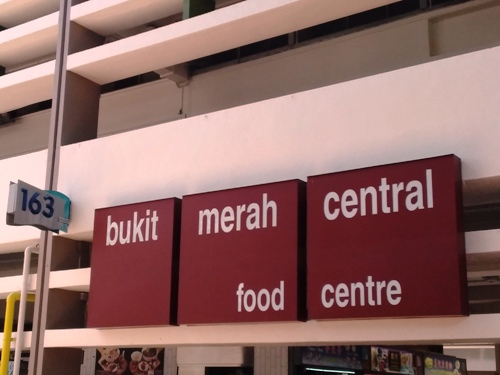 163
bukit merah central
food centre